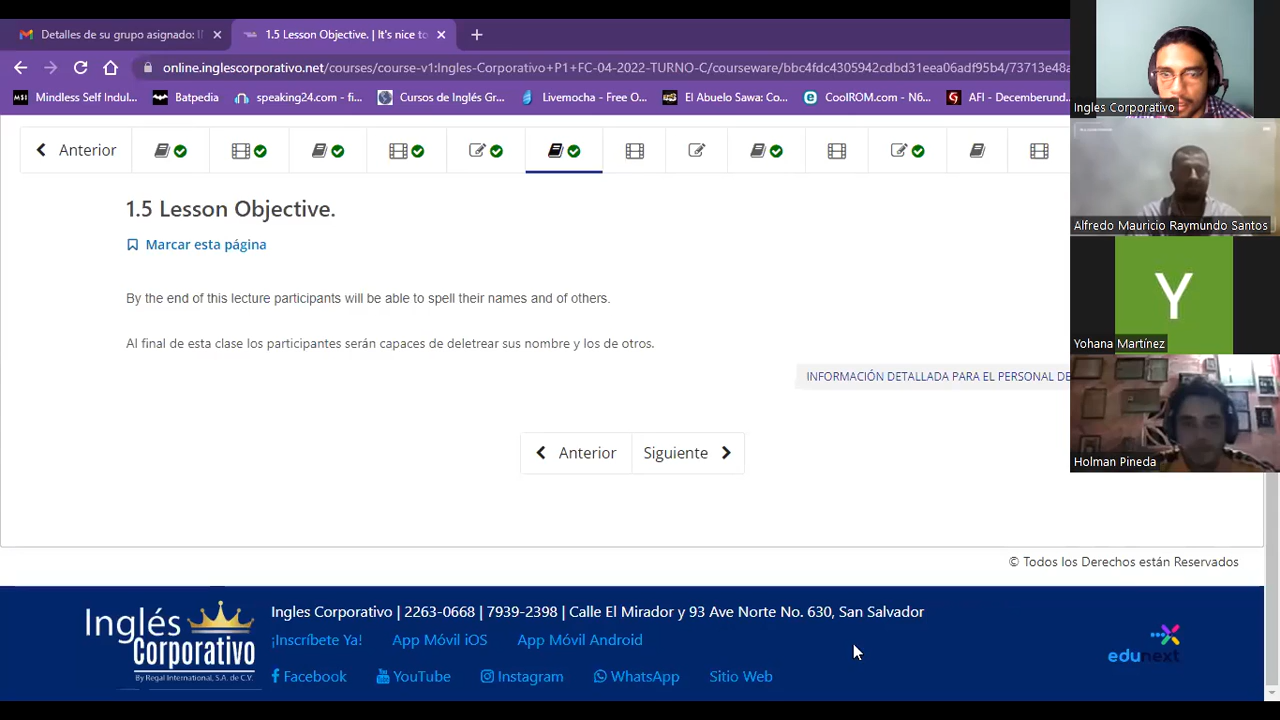 Detalles de su grupo asignado: I
1.5 Lesson Objective. | It's nice to
online.inglescorporativo.net/courses/course-v1:Ingles-Corporativo+P1+FC-04-2022-TURNO-C/courseware/bbc4fdc4305942cdbd31eea06adf95b4/73713e48a
Mindless Self Indul...
Batpedia
speaking24.com - fi...
Cursos de Inglés Gr...
Livemocha - Free O...
El Abuelo Sawa: Co...
CoolROM.com - N6...
AFI - Decemberund...
Anterior
1.5 Lesson Objective.
Marcar esta página
By the end of this lecture participants will be able to spell their names and of others.
Al final de esta clase los participantes serán capaces de deletrear sus nombre y los de otros.
INFORMACIÓN DETALLADA PARA EL PERSONAL DE
Anterior
Siguiente
© Todos los Derechos están Reservados
Inglés Corporativo
By Regal International, S.A. de C.V.
Ingles Corporativo | 2263-0668 | 7939-2398 | Calle El Mirador y 93 Ave Norte No. 630, San Salvador
¡Inscríbete Ya!
App Móvil iOS
App Móvil Android
Facebook
YouTube
Instagram
WhatsApp
Sitio Web
edunext
Ingles Corporativo
Alfredo Mauricio Raymundo Santos
Y
Yohana Martínez
Holman Pineda